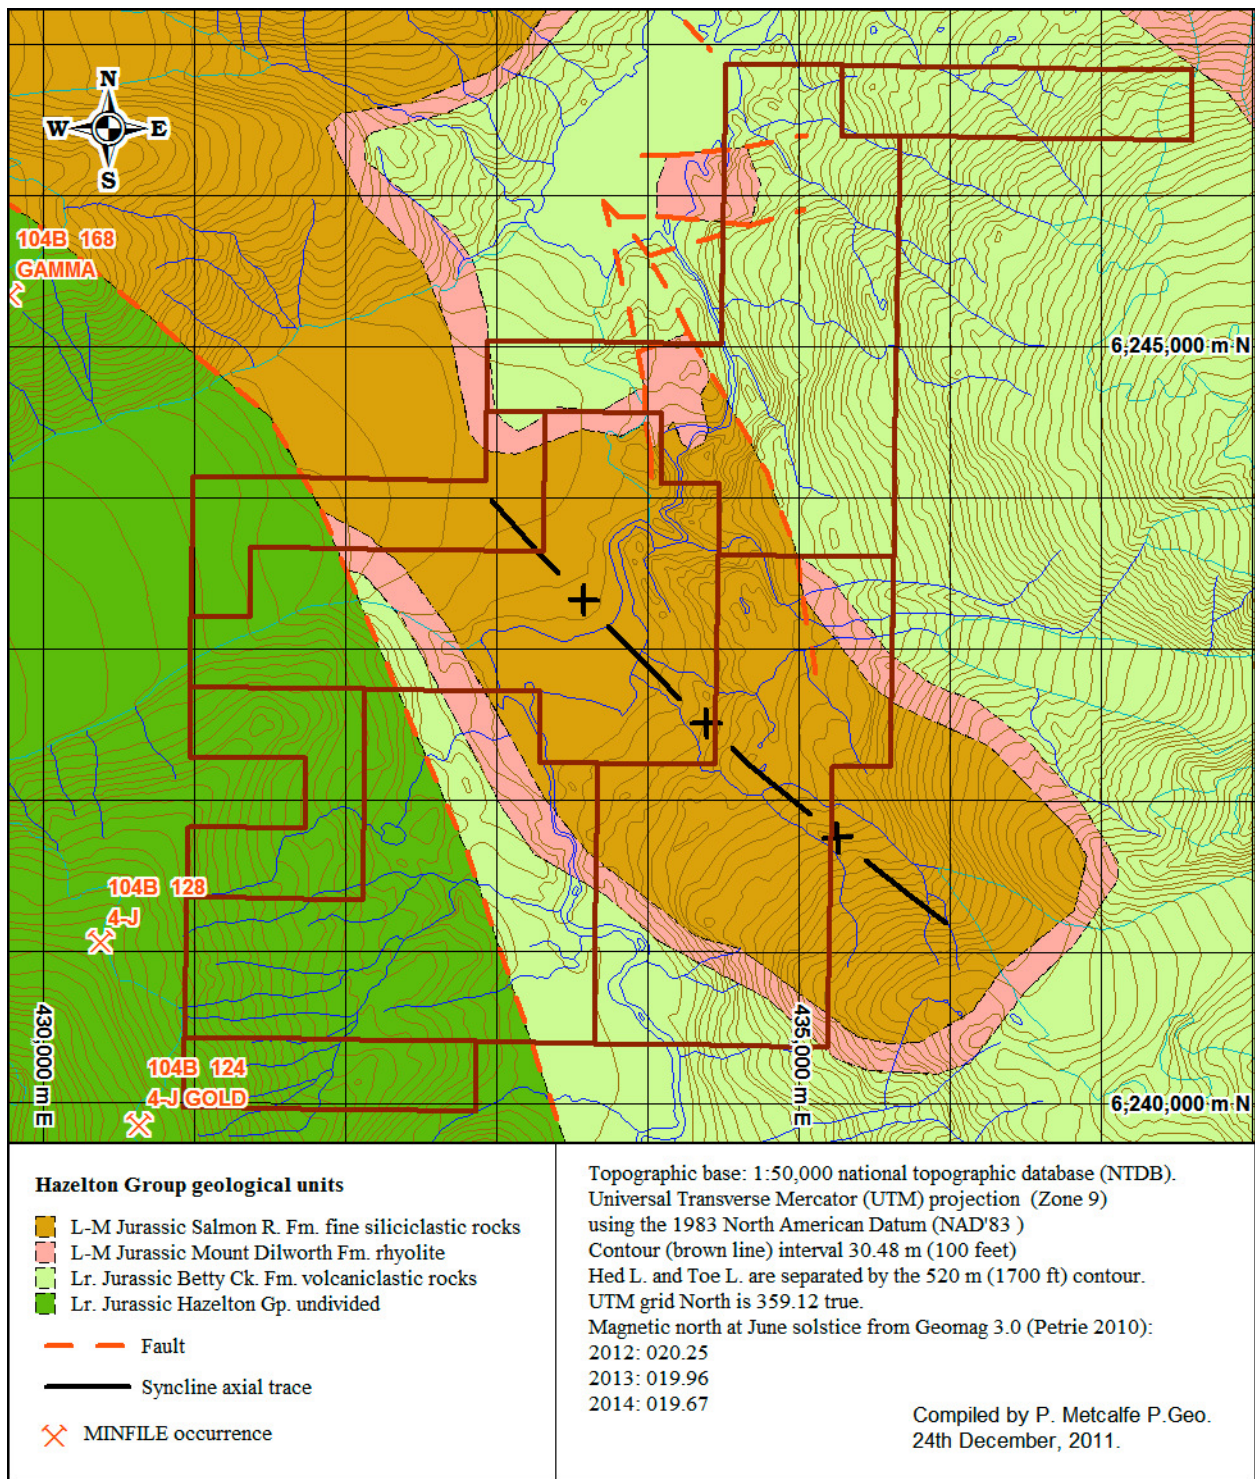 N
W E
S
104B 168
GAMMA
6,245,000 m N
104B 128
4-J
430,000 m E
435,000 m E
104B 124
4-J GOLD
6,240,000 m N
Hazelton Group geological units
L-M Jurassic Salmon R. Fm. fine siliciclastic rocks
L-M Jurassic Mount Dilworth Fm. rhyolite
Lr. Jurassic Betty Ck. Fm. volcaniclastic rocks
Lr. Jurassic Hazelton Gp. undivided
Fault
Syncline axial trace
MINFILE occurrence
Topographic base: 1:50,000 national topographic database (NTDB).
Universal Transverse Mercator (UTM) projection (Zone 9)
using the 1983 North American Datum (NAD'83 )
Contour (brown line) interval 30.48 m (100 feet)
Hed L. and Toe L. are separated by the 520 m (1700 ft) contour.
UTM grid North is 359.12 true.
Magnetic north at June solstice from Geomag 3.0 (Petrie 2010):
2012: 020.25
2013: 019.96
2014: 019.67
Compiled by P. Metcalfe P.Geo.
24th December, 2011.